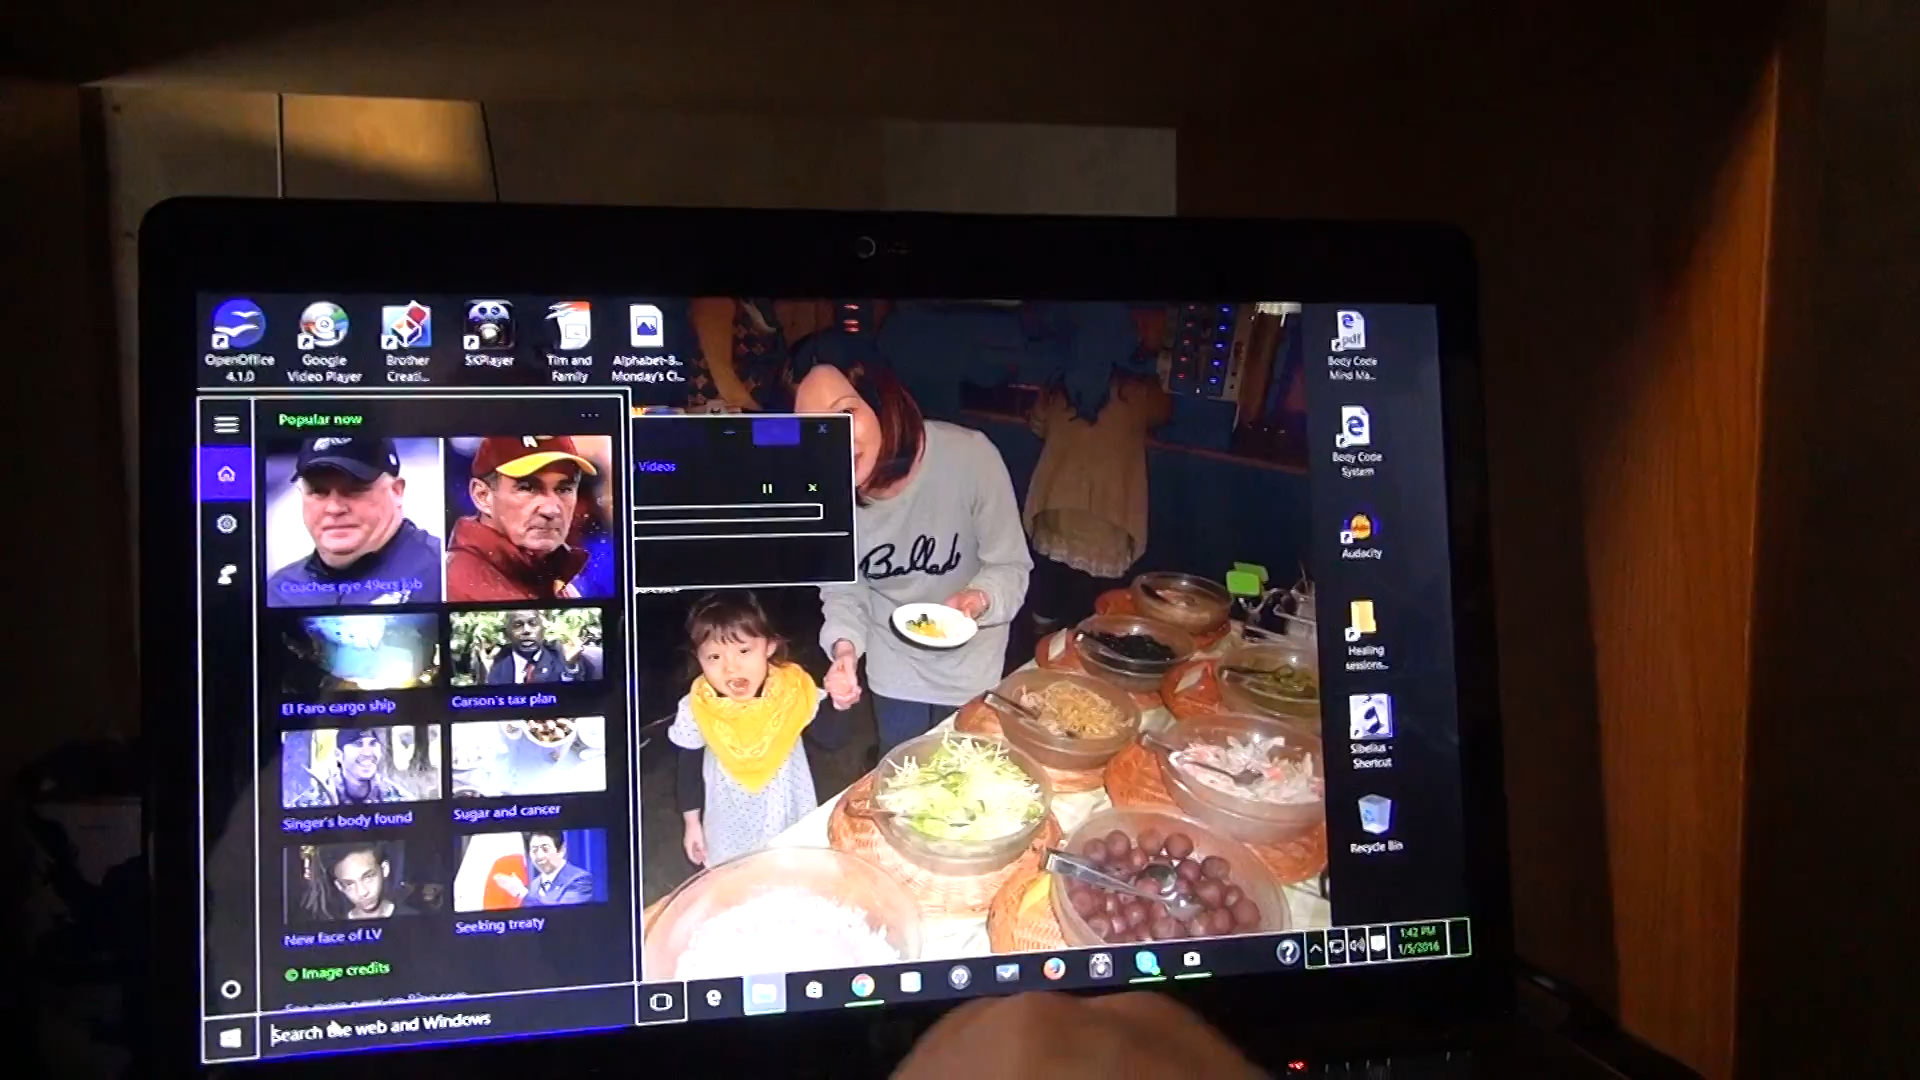 OpenOffice
4.1.0
Google
Video Player
Brother
Creati...
5KPlayer
Tim and
Family
Alphabet-3...
Monday's Cl...
Body Code
Mind Ma...
Body Code
System
Audacity
Healing
sessions...
Sibelius -
Shortcut
Recycle Bin
Popular now
Coaches eye 49ers job
El Faro cargo ship
Carson's tax plan
Singer's body found
Sugar and cancer
New face of LV
Seeking treaty
© Image credits
Search the web and Windows
Videos
Ballad
1:42 PM
1/5/2016